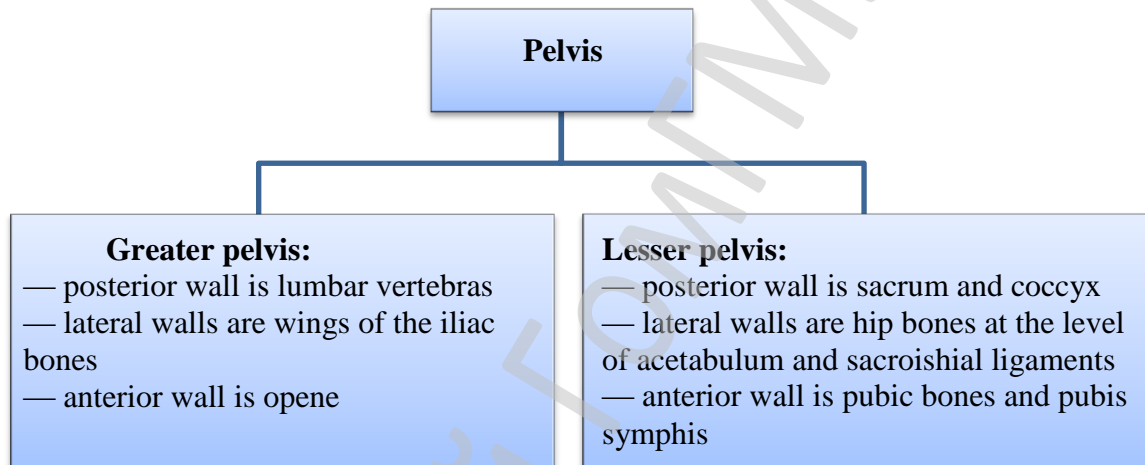 Pelvis
Greater pelvis:
— posterior wall is lumbar vertebras
— lateral walls are wings of the iliac
bones
— anterior wall is opene
Lesser pelvis:
— posterior wall is sacrum and coccyx
— lateral walls are hip bones at the level
of acetabulum and sacroishial ligaments
— anterior wall is pubic bones and pubis
symphis